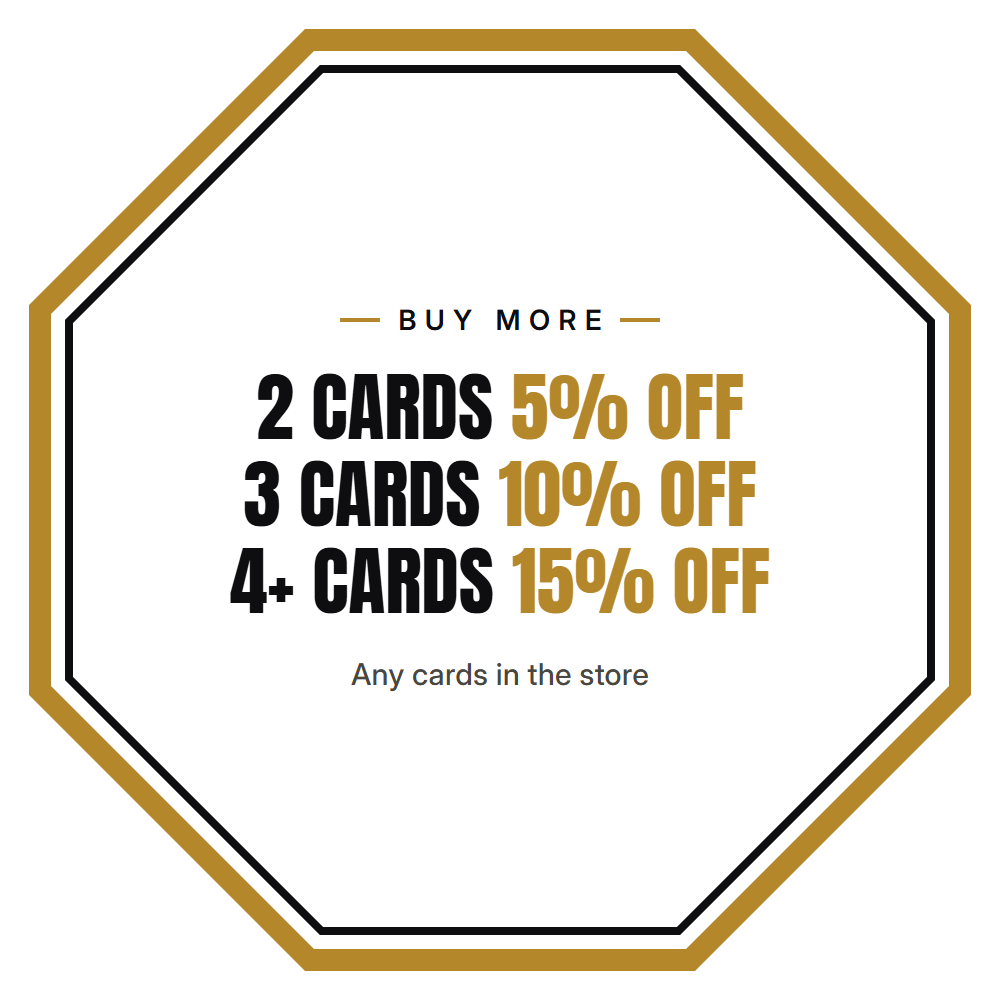 BUY MORE
2 CARDS 5% OFF
3 CARDS 10% OFF
4+ CARDS 15% OFF
Any cards in the store